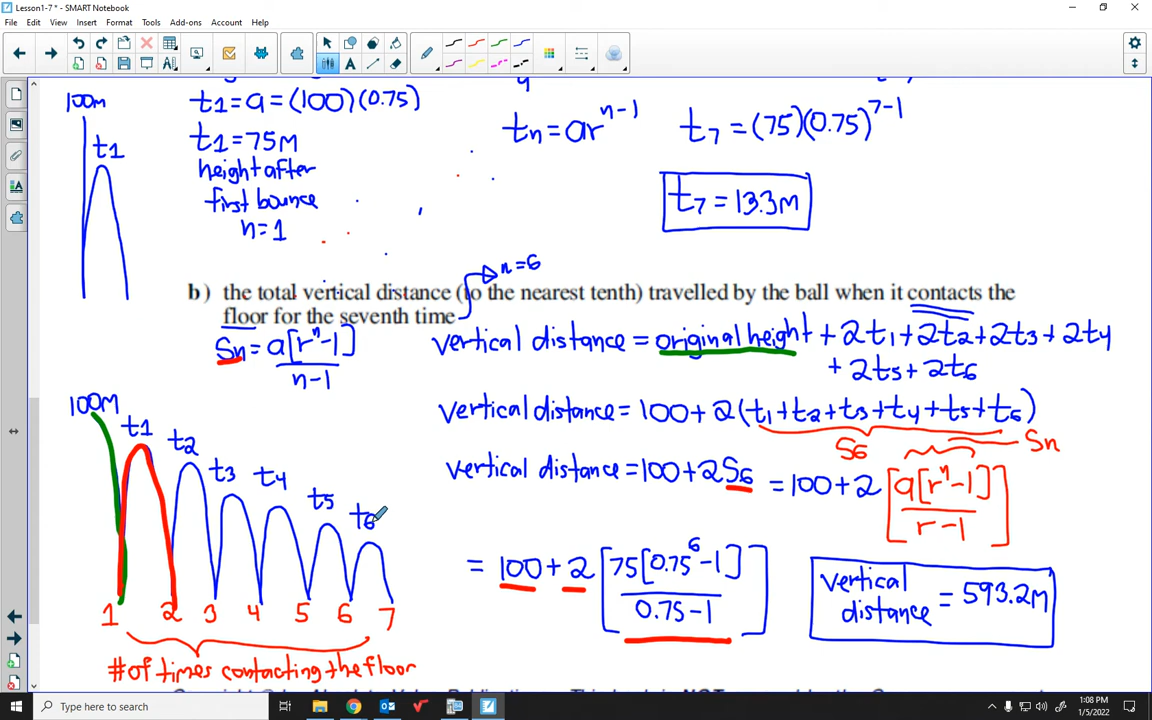 Lesson1-7 * - SMART Notebook
File Edit View Insert Format Tools Add-ons Account Help
100M
t1
t1=a=(100)(0.75)
t1=75M
height after
first bounce
n=1
tn=ar^n-1
t7=(75)(0.75)^7-1
t7=13.3M
n=6
b) the total vertical distance (to the nearest tenth) travelled by the ball when it contacts the
floor for the seventh time
Sn=a[r^n-1]
n-1
vertical distance=original height+2t1+2t2+2t3+2t4
+2t5+2t6
vertical distance=100+2(t1+t2+t3+t4+t5+t6)
S6
Sn
vertical distance=100+2S6 =100+2[a[r^n-1]
r-1]
=100+2[75[0.75^6-1]
0.75-1]
vertical
distance = 593.2M
100M
t1 t2 t3 t4 t5 t6
1 2 3 4 5 6 7
#of times contacting the floor
Type here to search
1:08 PM
1/5/2022